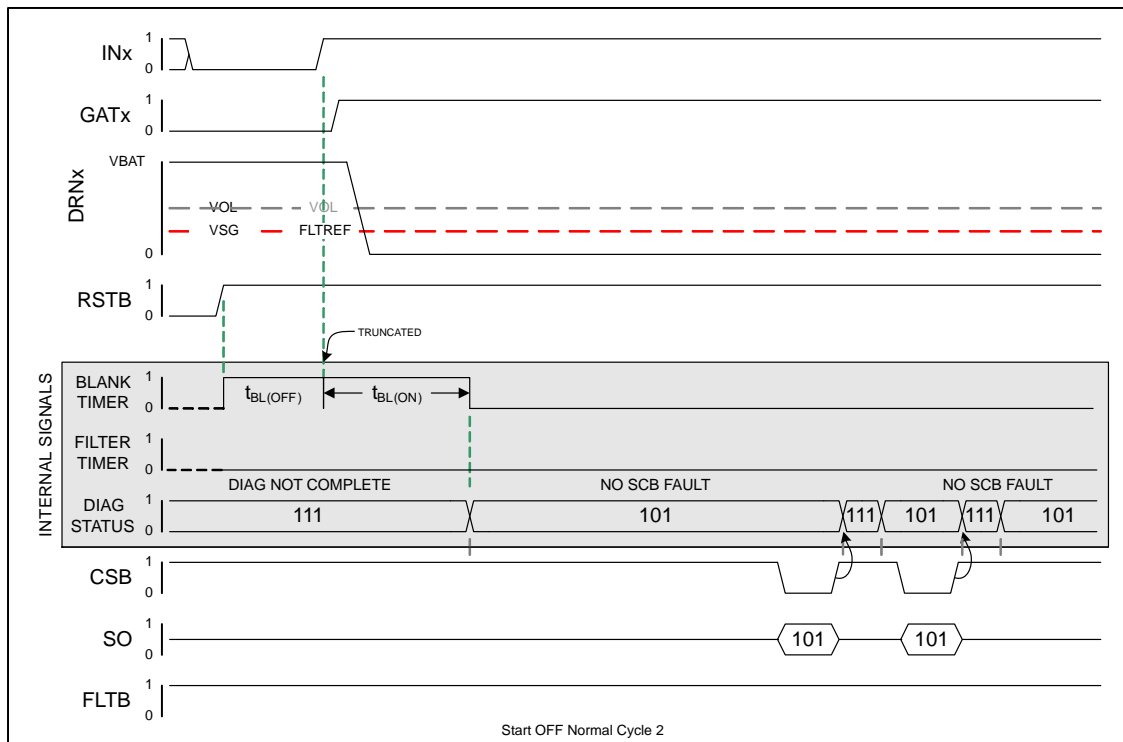 INx
1
0
GATx
1
0
DRNx
VBAT
VOL VOL
VSG FLTREF
0
RSTB
1
0
TRUNCATED
INTERNAL SIGNALS
BLANK
TIMER
1
0
tBL(OFF) tBL(ON)
FILTER
TIMER
1
0
DIAG NOT COMPLETE NO SCB FAULT NO SCB FAULT
DIAG
STATUS
1
0
111 101 111 101 111 101
CSB
1
0
SO
1
0
101 101
FLTB
1
0
Start OFF Normal Cycle 2